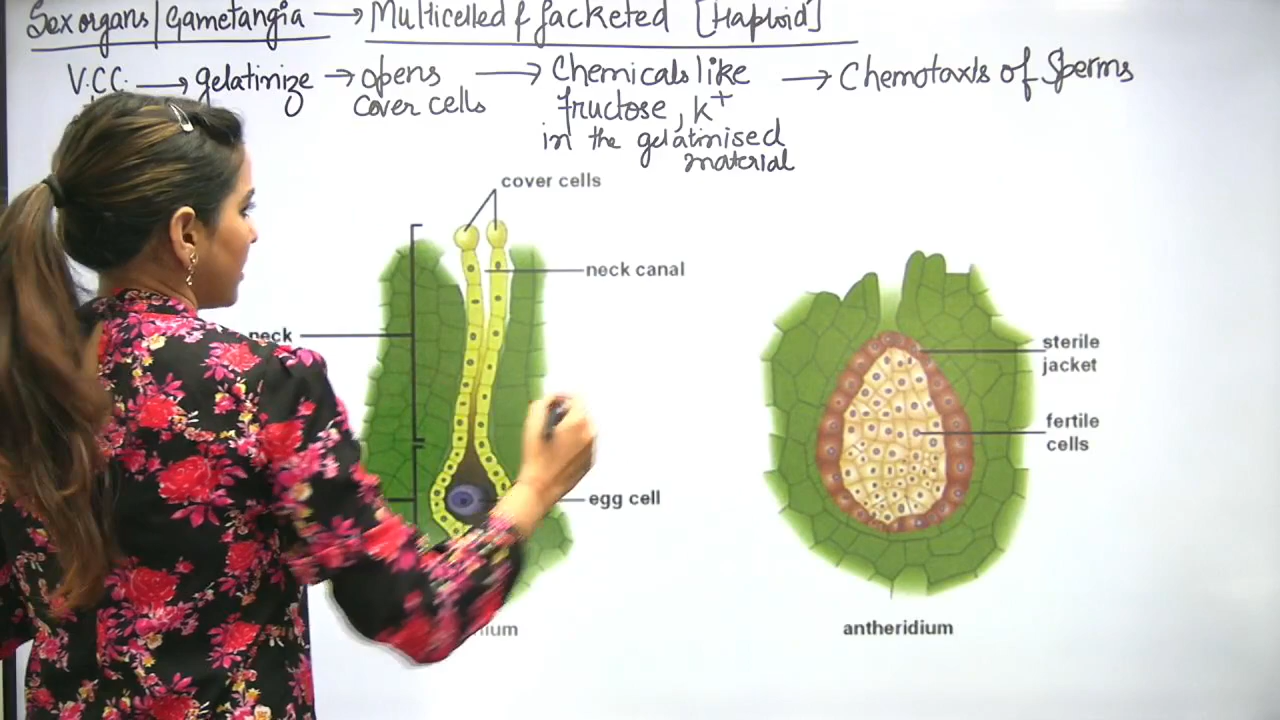 Sex organs/Gametangia → Multicelled & Jacketed [Haploid]
V.CC. → gelatinize → opens cover cells → Chemicals like fructose, K+ in the gelatinised material → Chemotaxis of Sperms
cover cells
neck canal
neck
egg cell
sterile
jacket
fertile
cells
antheridium